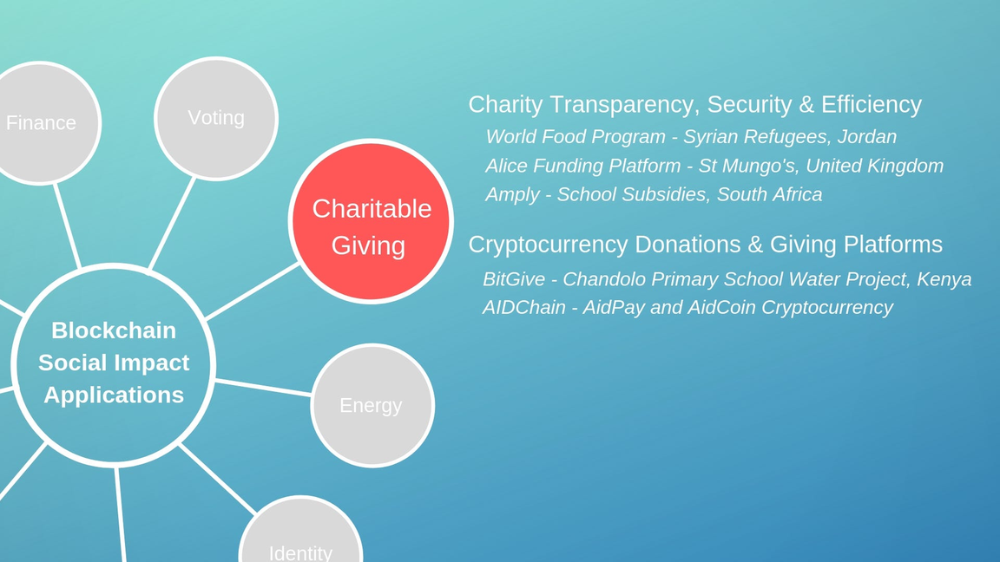 Finance
Voting
Charitable
Giving
Blockchain
Social Impact
Applications
Energy
Identity
Charity Transparency, Security & Efficiency
World Food Program - Syrian Refugees, Jordan
Alice Funding Platform - St Mungo's, United Kingdom
Amply - School Subsidies, South Africa
Cryptocurrency Donations & Giving Platforms
BitGive - Chandolo Primary School Water Project, Kenya
AIDChain - AidPay and AidCoin Cryptocurrency